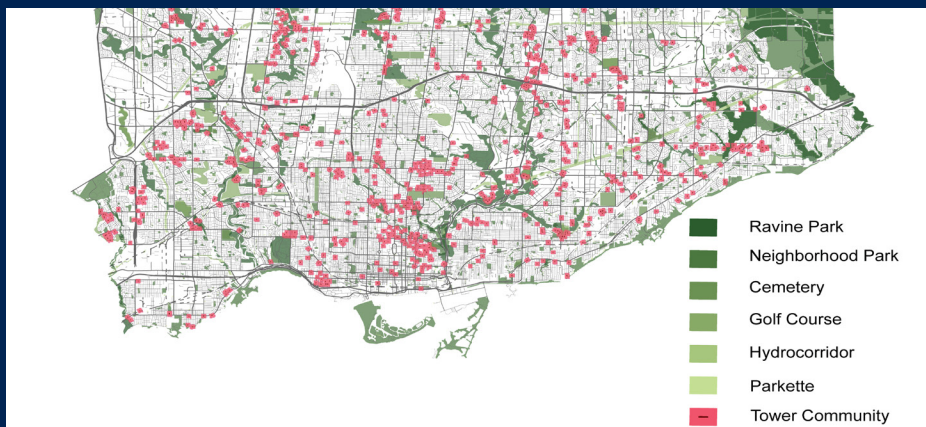 Ravine Park
Neighborhood Park
Cemetery
Golf Course
Hydrocorridor
Parkette
Tower Community